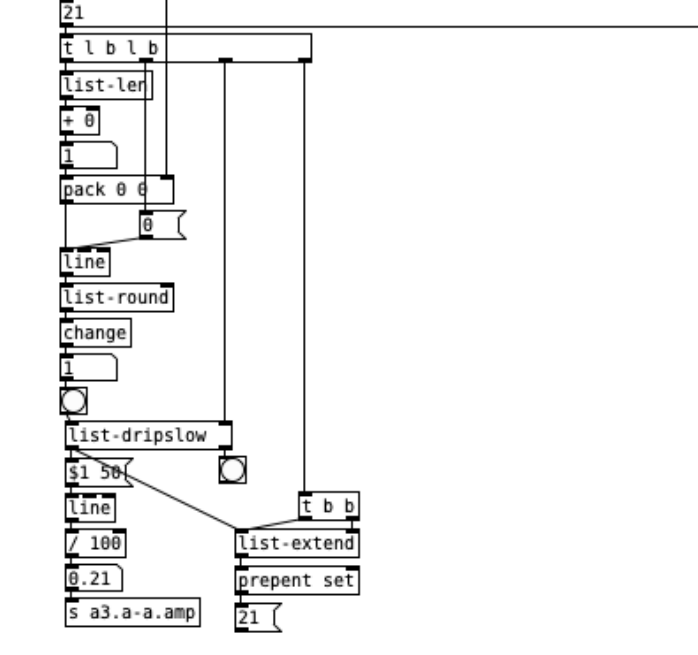 21
t l b l b
list-len
+ 0
1
pack 0 0
0
line
list-round
change
1
list-dripslow
$1 50
line
t b b
/ 100
list-extend
0.21
prepent set
s a3.a-a.amp
21